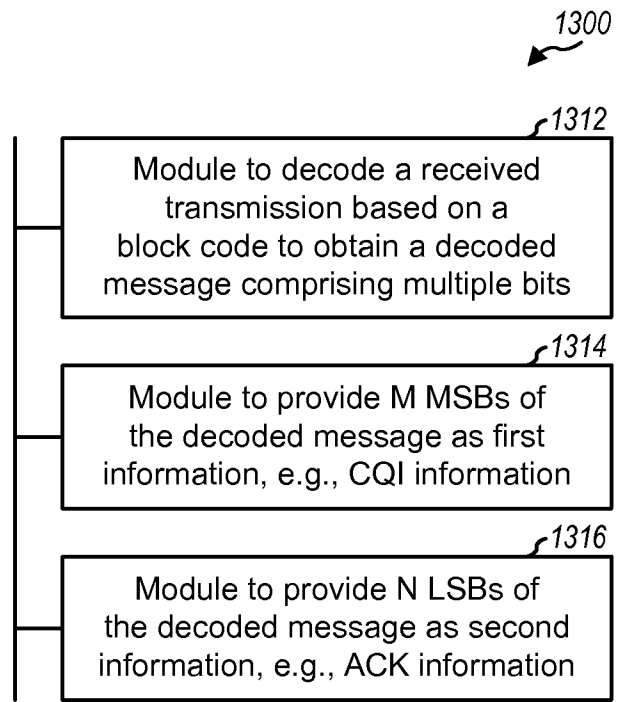 1300
1312
Module to decode a received
transmission based on a
block code to obtain a decoded
message comprising multiple bits
1314
Module to provide M MSBs of
the decoded message as first
information, e.g., CQI information
1316
Module to provide N LSBs of
the decoded message as second
information, e.g., ACK information